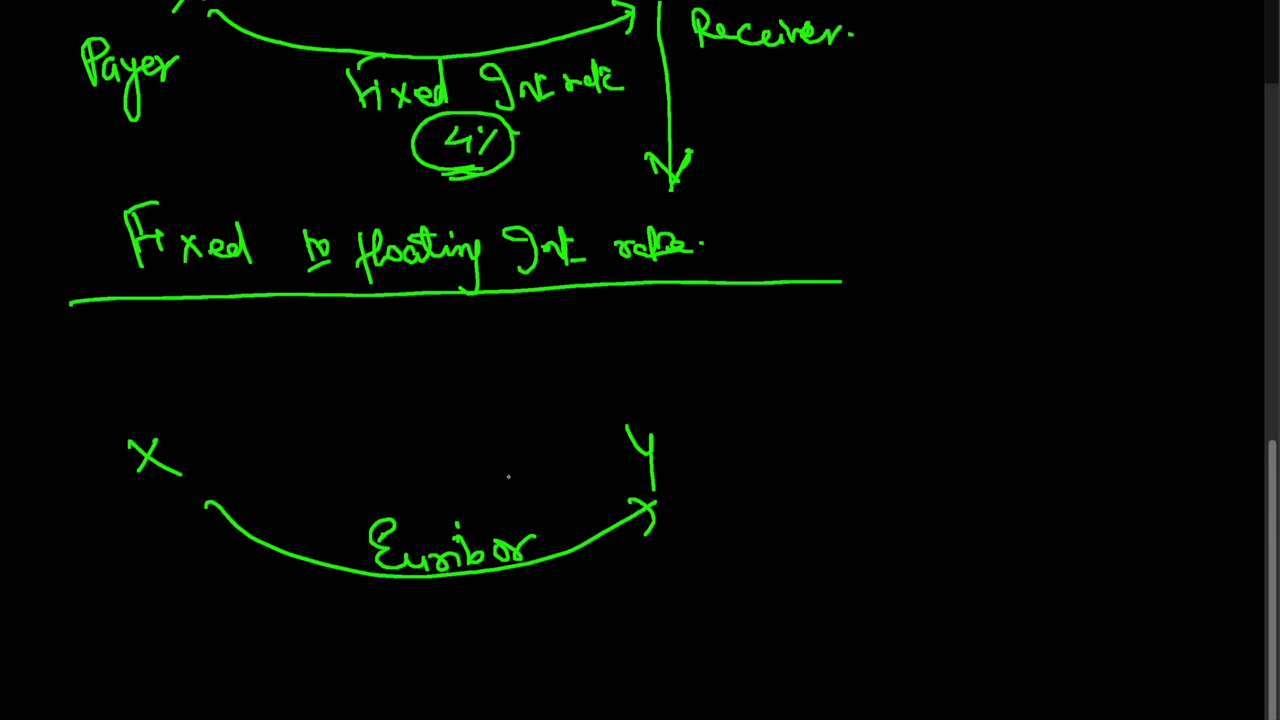 Receiver.
Payer
Fixed Int rate
4%
Fixed to floating Int rate.
X Y
Euribor